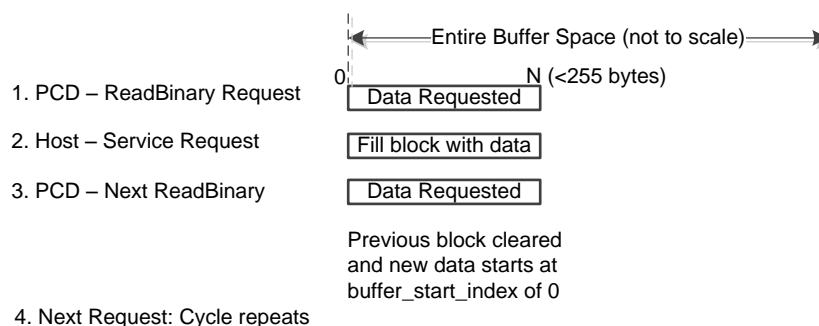 Entire Buffer Space (not to scale)
0
N (<255 bytes)
1. PCD – ReadBinary Request
Data Requested
2. Host – Service Request
Fill block with data
3. PCD – Next ReadBinary
Data Requested
Previous block cleared
and new data starts at
buffer_start_index of 0
4. Next Request: Cycle repeats